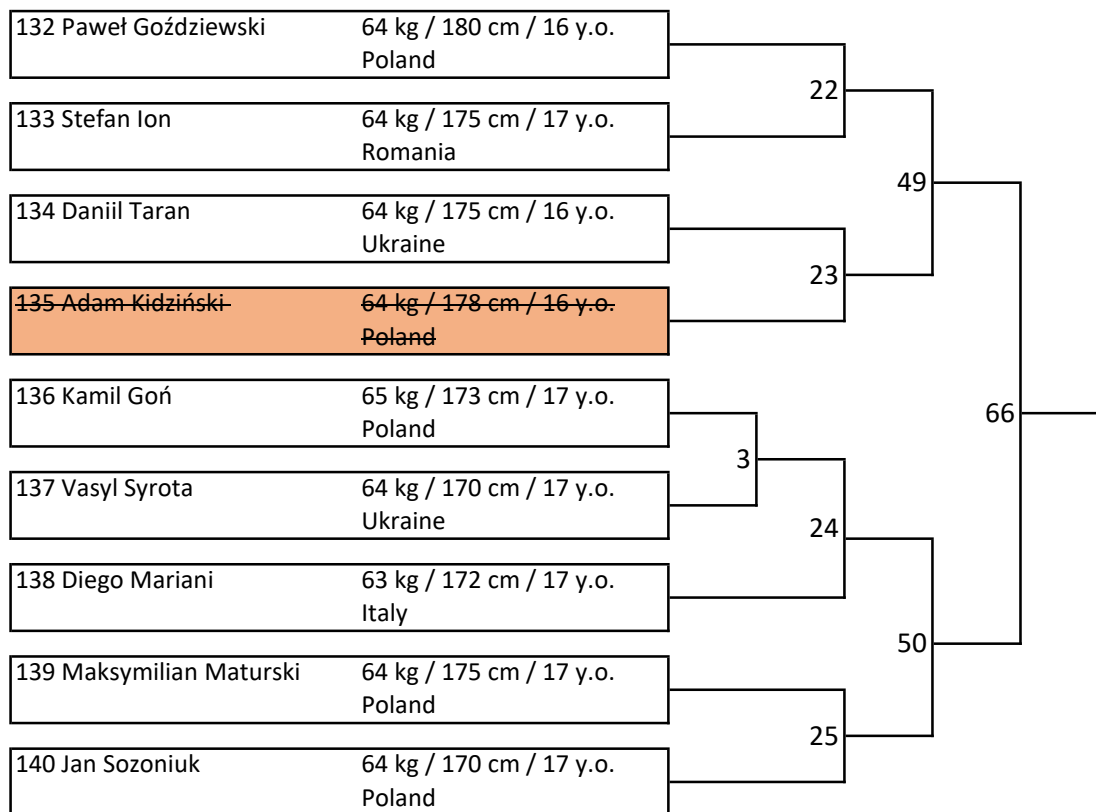 132 Paweł Goździewski 64 kg / 180 cm / 16 y.o.
Poland
22
133 Stefan Ion 64 kg / 175 cm / 17 y.o.
Romania
49
134 Daniil Taran 64 kg / 175 cm / 16 y.o.
Ukraine
23
135 Adam Kidziński 64 kg / 178 cm / 16 y.o.
Poland
136 Kamil Goń 65 kg / 173 cm / 17 y.o.
Poland
66
3
137 Vasyl Syrota 64 kg / 170 cm / 17 y.o.
Ukraine
24
138 Diego Mariani 63 kg / 172 cm / 17 y.o.
Italy
50
139 Maksymilian Maturski 64 kg / 175 cm / 17 y.o.
Poland
25
140 Jan Sozoniuk 64 kg / 170 cm / 17 y.o.
Poland